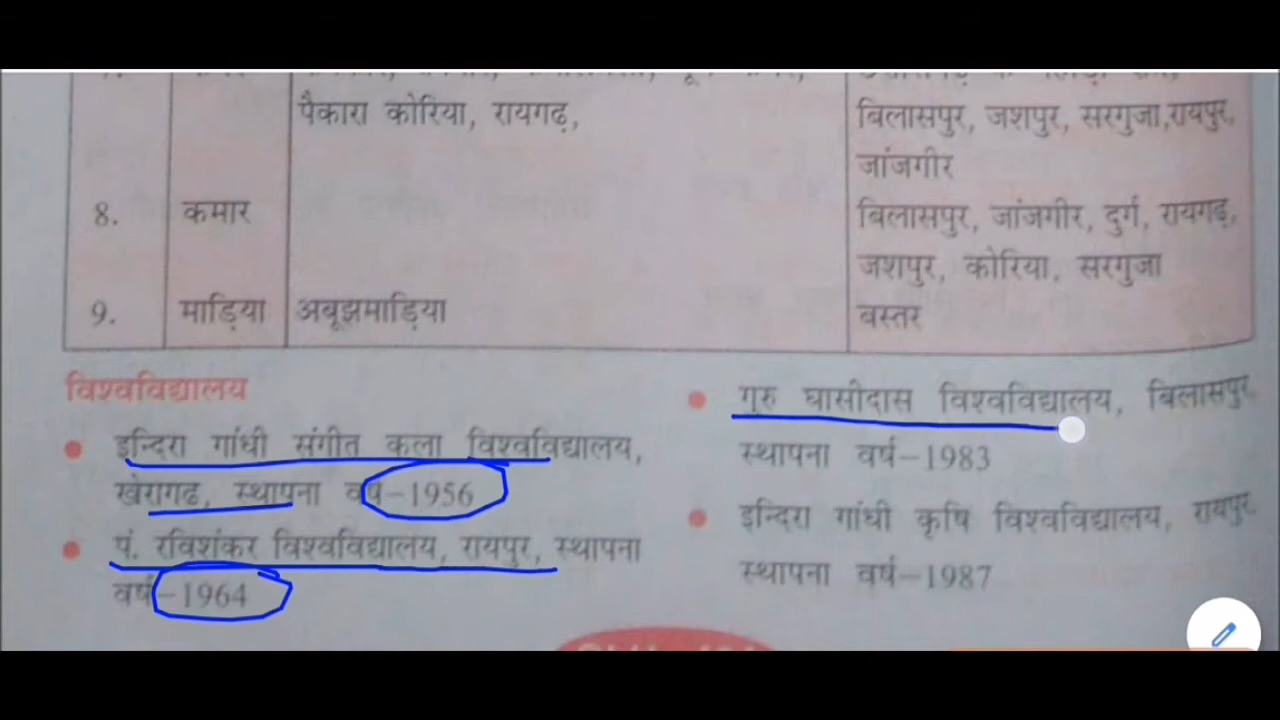 पैकारा कोरिया, रायगढ़,
बिलासपुर, जशपुर, सरगुजा,रायपुर,
जांजगीर
8. कमार बिलासपुर, जांजगीर, दुर्ग, रायगढ़,
जशपुर, कोरिया, सरगुजा
9. माड़िया अबूझमाड़िया बस्तर
विश्वविद्यालय
• इन्दिरा गांधी संगीत कला विश्वविद्यालय,
खैरागढ, स्थापना वर्ष–1956
• पं. रविशंकर विश्वविद्यालय, रायपुर, स्थापना
वर्ष–1964
• गुरु घासीदास विश्वविद्यालय, बिलासपुर,
स्थापना वर्ष–1983
• इन्दिरा गांधी कृषि विश्वविद्यालय, रायपुर,
स्थापना वर्ष–1987